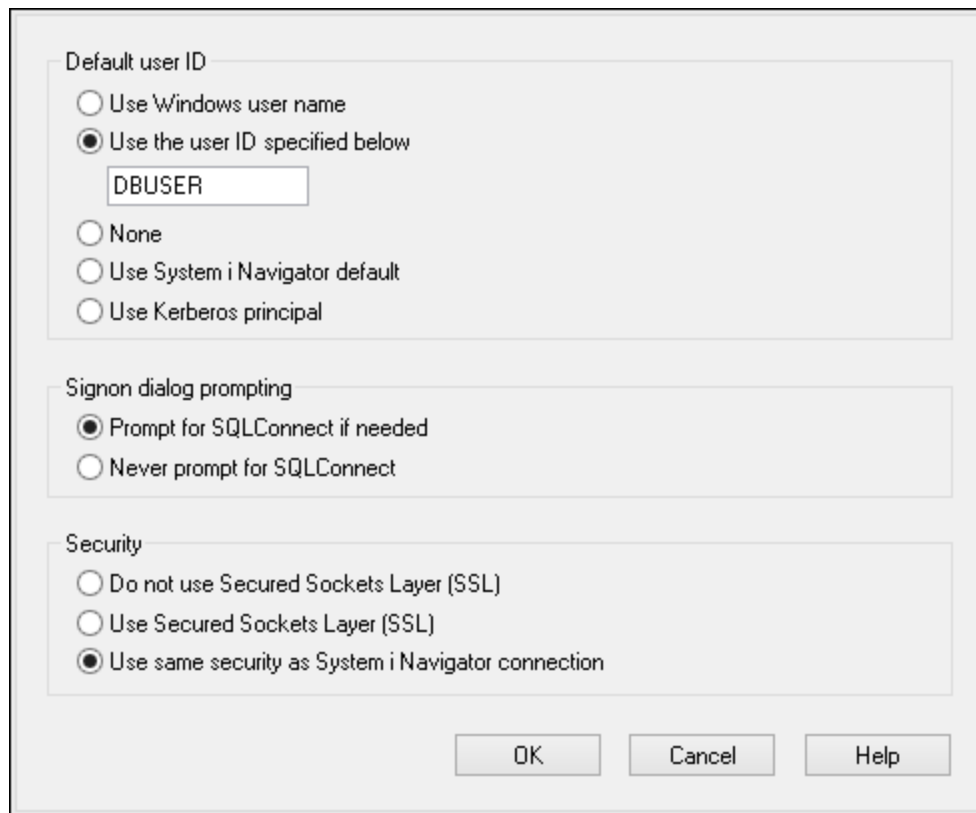 Default user ID
Use Windows user name
Use the user ID specified below
DBUSER
None
Use System i Navigator default
Use Kerberos principal
Signon dialog prompting
Prompt for SQLConnect if needed
Never prompt for SQLConnect
Security
Do not use Secured Sockets Layer (SSL)
Use Secured Sockets Layer (SSL)
Use same security as System i Navigator connection
OK Cancel Help